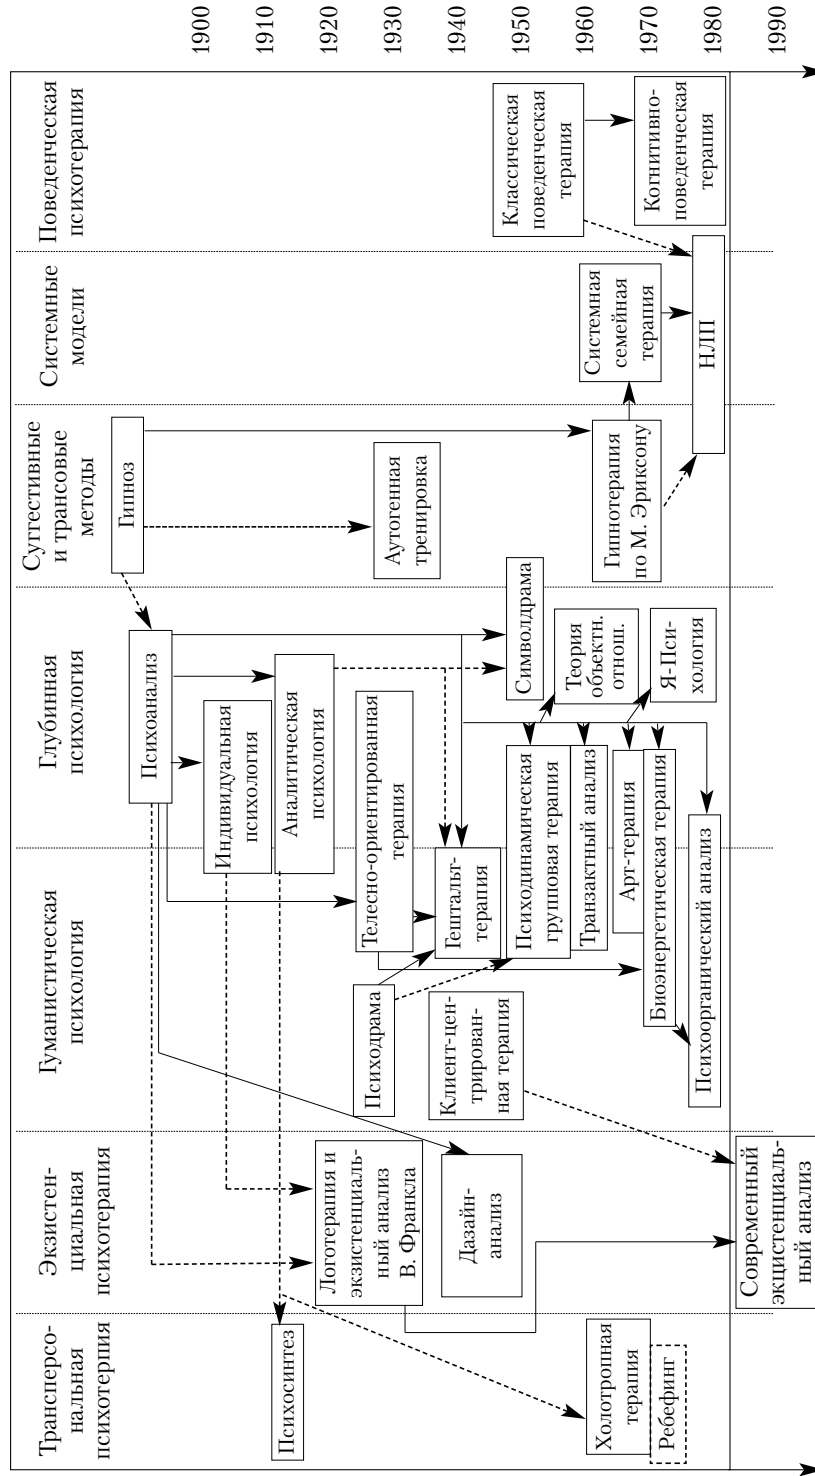 Трансперсо-
нальная
психотерпия
Экзистен-
циальная
психотерапия
Гуманистическая
психология
Глубинная
психология
Суггестивные
и трансовые
методы
Системные
модели
Поведенческая
психотерапия
1900
1910
1920
1930
1940
1950
1960
1970
1980
1990
Гипноз
Психоанализ
Индивидуальная
психология
Аналитическая
психология
Психосинтез
Логотерапия и
экзистенциаль-
ный анализ
В. Франкла
Телесно-ориентированная
терапия
Психодрама
Аутогенная
тренировка
Клиент-цен-
трирован-
ная терапия
Гештальт-
терапия
Дазайн-
анализ
Символдрама
Классическая
поведенческая
терапия
Психодинамическая
групповая терапия
Теория
объектн.
отнош.
Транзактный анализ
Системная
семейная
терапия
Гипнотерапия
по М. Эриксону
Холотропная
терапия
Ребефинг
Арт-терапия
Биоэнергетическая терапия
Я-Пси-
хология
Когнитивно-
поведенческая
терапия
НЛП
Психоорганический анализ
Современный
экцистенциаль-
ный анализ